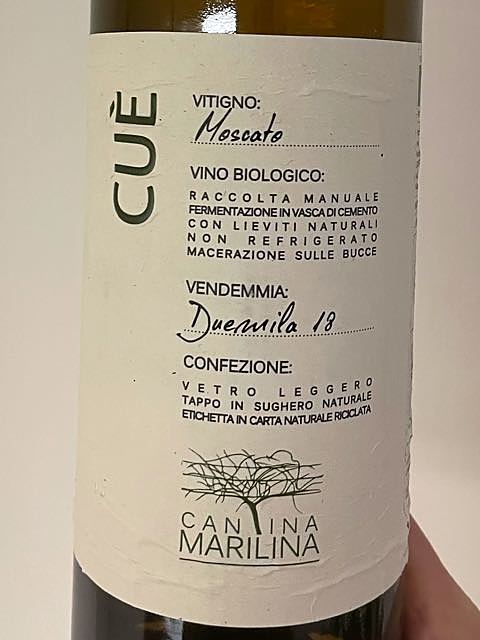 CUÈ
VITIGNO:
Moscato
VINO BIOLOGICO:
RACCOLTA MANUALE
FERMENTAZIONE IN VASCA DI CEMENTO
CON LIEVITI NATURALI
NON REFRIGERATO
MACERAZIONE SULLE BUCCE
VENDEMMIA:
Duemila 18
CONFEZIONE:
VETRO LEGGERO
TAPPO IN SUGHERO NATURALE
ETICHETTA IN CARTA NATURALE RICICLATA
CANTINA
MARILINA